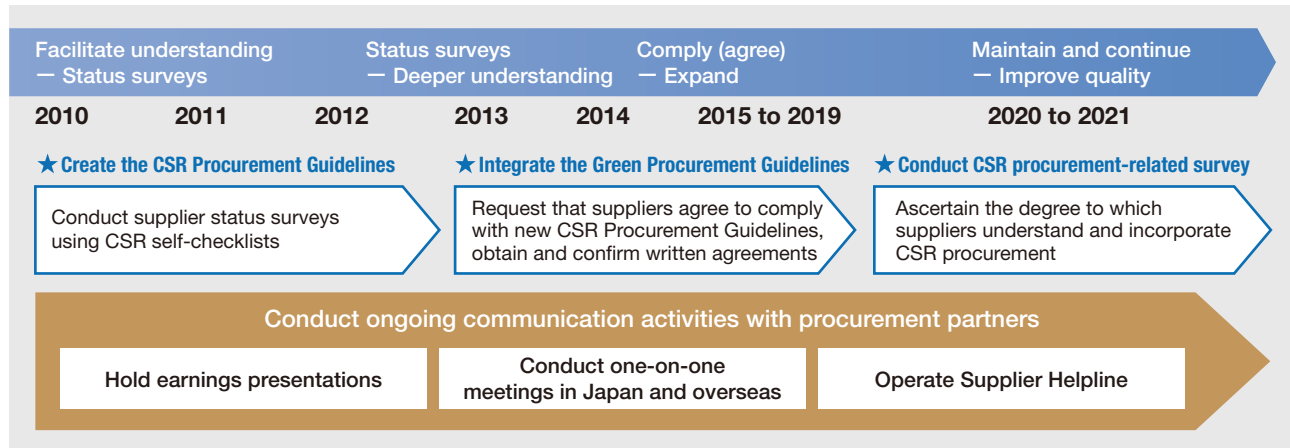 Facilitate understanding
— Status surveys
Status surveys
— Deeper understanding
Comply (agree)
— Expand
Maintain and continue
— Improve quality
2010 2011 2012 2013 2014 2015 to 2019 2020 to 2021
★ Create the CSR Procurement Guidelines
Conduct supplier status surveys
using CSR self-checklists
★ Integrate the Green Procurement Guidelines
Request that suppliers agree to comply
with new CSR Procurement Guidelines,
obtain and confirm written agreements
★ Conduct CSR procurement-related survey
Ascertain the degree to which
suppliers understand and incorporate
CSR procurement
Conduct ongoing communication activities with procurement partners
Hold earnings presentations
Conduct one-on-one
meetings in Japan and overseas
Operate Supplier Helpline